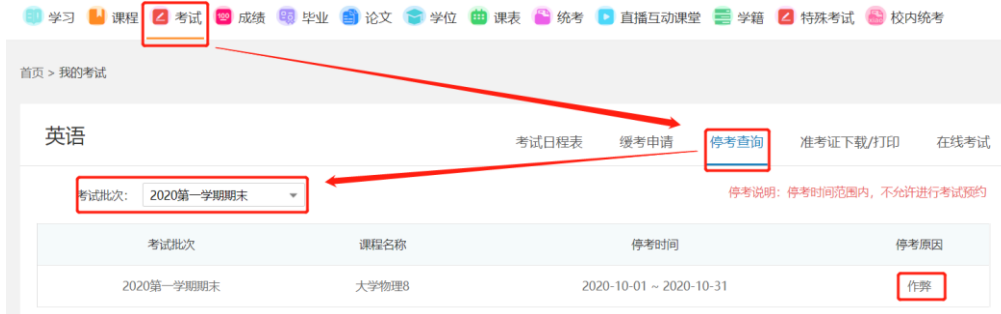 学习 课程 考试 成绩 毕业 论文 学位 课表 统考 直播互动课堂 学籍 特殊考试 校内统考
首页 > 我的考试
英语 考试日程表 缓考申请 停考查询 准考证下载/打印 在线考试
考试批次: 2020第一学期期末 停考说明：停考时间范围内，不允许进行考试预约
考试批次 课程名称 停考时间 停考原因
2020第一学期期末 大学物理8 2020-10-01 ~ 2020-10-31 作弊